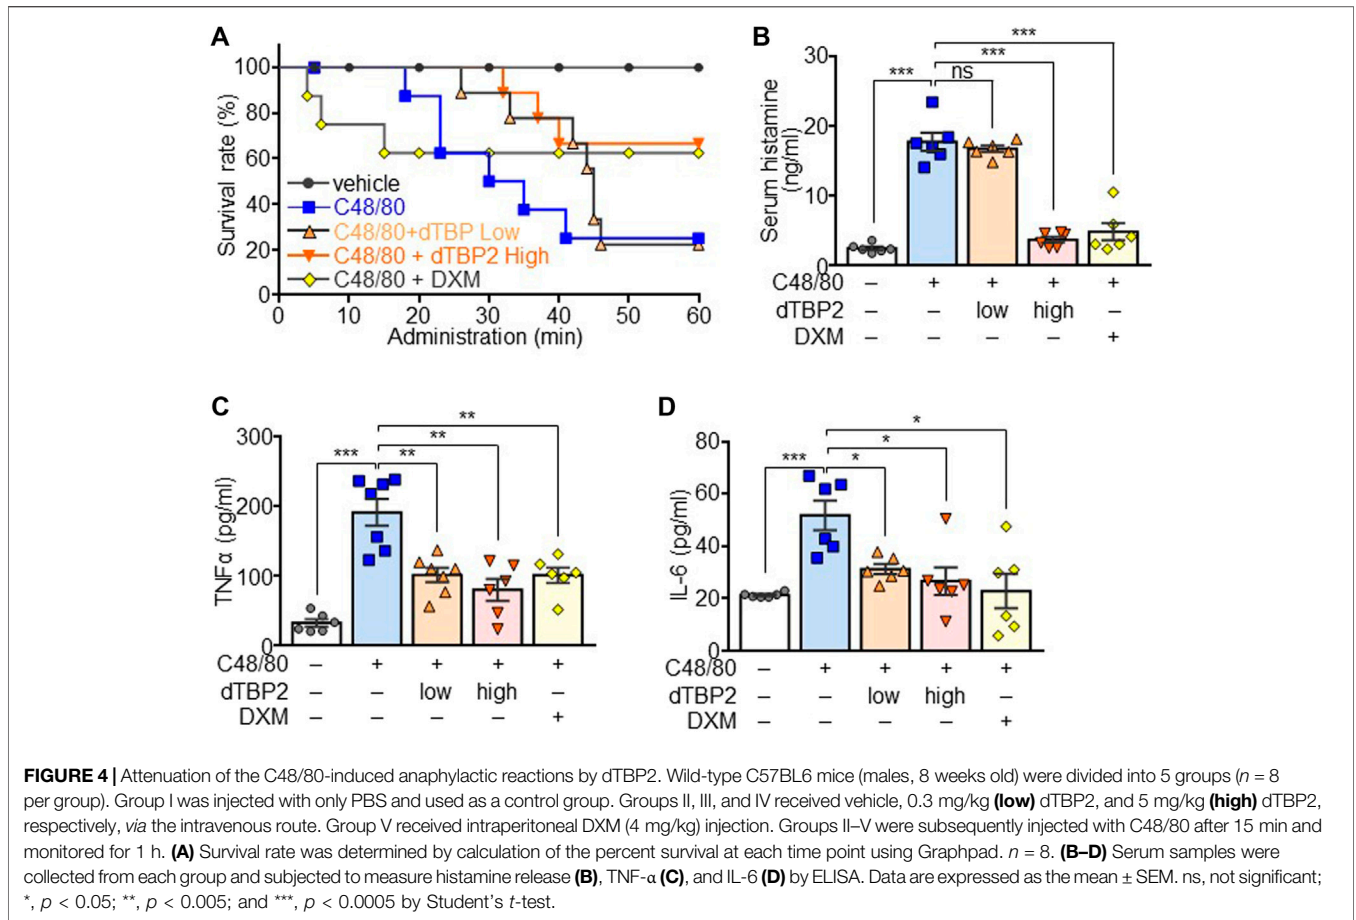 A
Survival rate (%)
100
80
60
40
20
0
vehicle
C48/80
C48/80+dTBP Low
C48/80 + dTBP2 High
C48/80 + DXM
0 10 20 30 40 50 60
Administration (min)
B
Serum histamine
(ng/ml)
30
20
10
0
*** ns *** ***
C48/80 – + + + +
dTBP2 – – low high –
DXM – – – – +
C
TNFα (pg/ml)
300
200
100
0
*** ** ** **
C48/80 – + + + +
dTBP2 – – low high –
DXM – – – – +
D
IL-6 (pg/ml)
80
60
40
20
0
*** * * *
C48/80 – + + + +
dTBP2 – – low high –
DXM – – – – +
FIGURE 4 | Attenuation of the C48/80-induced anaphylactic reactions by dTBP2. Wild-type C57BL6 mice (males, 8 weeks old) were divided into 5 groups (n = 8
per group). Group I was injected with only PBS and used as a control group. Groups II, III, and IV received vehicle, 0.3 mg/kg (low) dTBP2, and 5 mg/kg (high) dTBP2,
respectively, via the intravenous route. Group V received intraperitoneal DXM (4 mg/kg) injection. Groups II–V were subsequently injected with C48/80 after 15 min and
monitored for 1 h. (A) Survival rate was determined by calculation of the percent survival at each time point using Graphpad. n = 8. (B–D) Serum samples were
collected from each group and subjected to measure histamine release (B), TNF-α (C), and IL-6 (D) by ELISA. Data are expressed as the mean ± SEM. ns, not significant;
*, p < 0.05; **, p < 0.005; and ***, p < 0.0005 by Student's t-test.